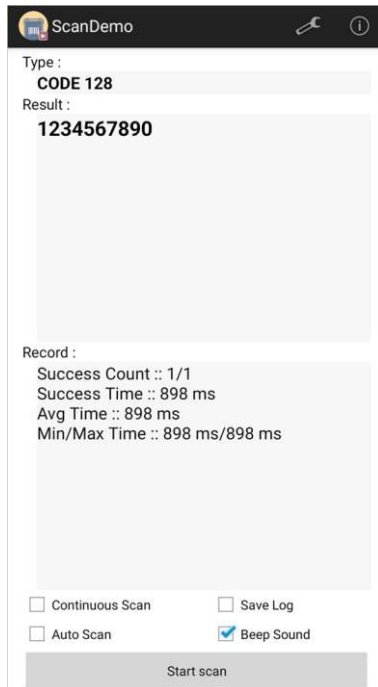 ScanDemo
Type :
CODE 128
Result :
1234567890
Record :
Success Count :: 1/1
Success Time :: 898 ms
Avg Time :: 898 ms
Min/Max Time :: 898 ms/898 ms
Continuous Scan
Save Log
Auto Scan
Beep Sound
Start scan